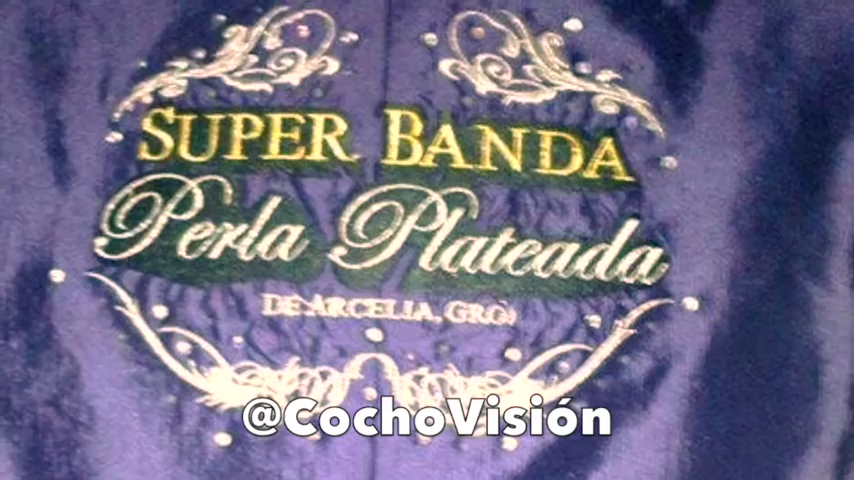 SUPER BANDA
Perla Plateada
DE ARCELIA, GRO.
@CochoVisión